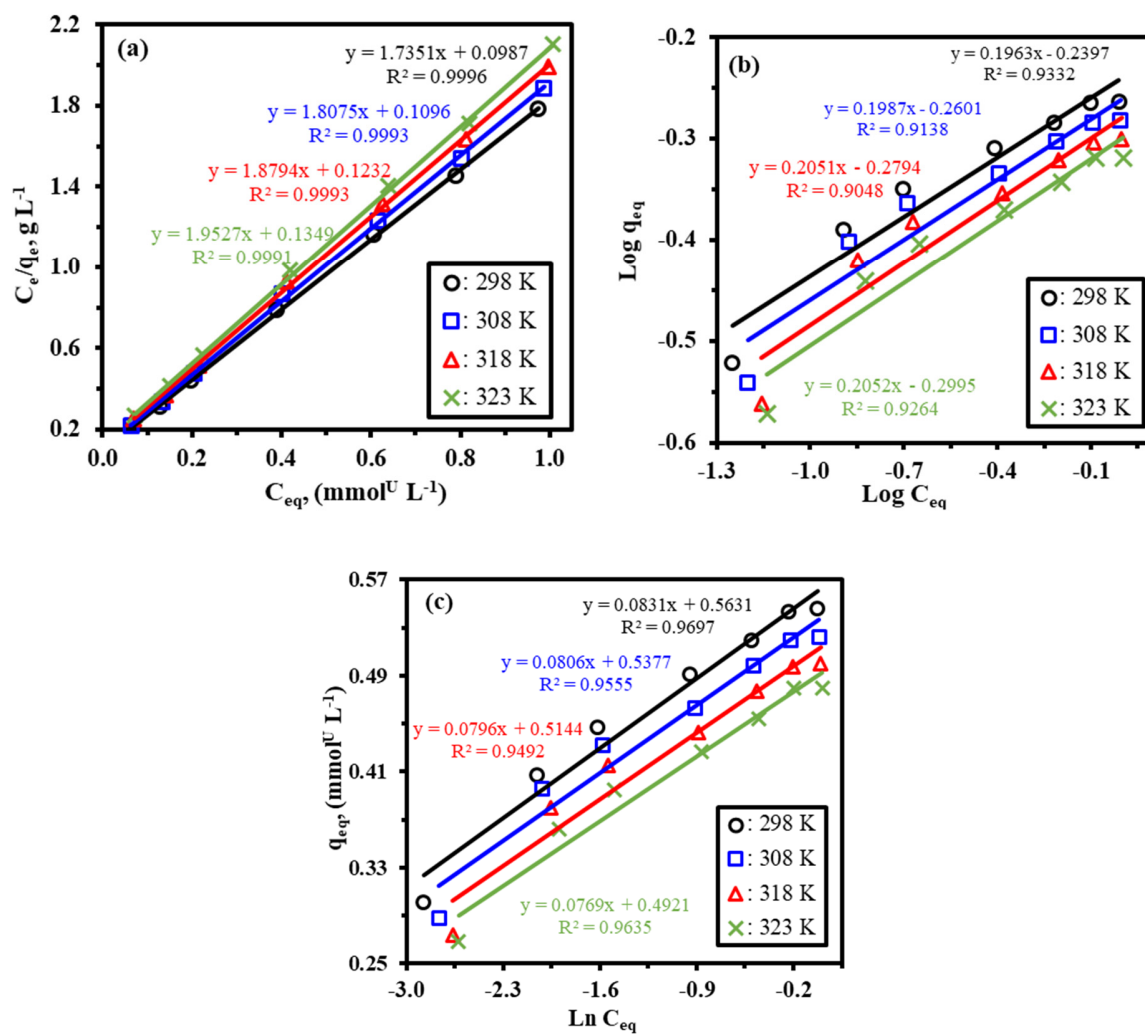 (a)
y = 1.7351x + 0.0987
R² = 0.9996
y = 1.8075x + 0.1096
R² = 0.9993
y = 1.8794x + 0.1232
R² = 0.9993
y = 1.9527x + 0.1349
R² = 0.9991
: 298 K
: 308 K
: 318 K
: 323 K
2.2
1.8
1.4
1.0
0.6
0.2
0.0 0.2 0.4 0.6 0.8 1.0
Cₑ/qₑ, g L⁻¹
C_eq, (mmol^U L⁻¹)
(b)
y = 0.1963x - 0.2397
R² = 0.9332
y = 0.1987x - 0.2601
R² = 0.9138
y = 0.2051x - 0.2794
R² = 0.9048
y = 0.2052x - 0.2995
R² = 0.9264
: 298 K
: 308 K
: 318 K
: 323 K
-0.2
-0.3
-0.4
-0.5
-0.6
-1.3 -1.0 -0.7 -0.4 -0.1
Log q_eq
Log C_eq
(c)
y = 0.0831x + 0.5631
R² = 0.9697
y = 0.0806x + 0.5377
R² = 0.9555
y = 0.0796x + 0.5144
R² = 0.9492
y = 0.0769x + 0.4921
R² = 0.9635
: 298 K
: 308 K
: 318 K
: 323 K
0.57
0.49
0.41
0.33
0.25
-3.0 -2.3 -1.6 -0.9 -0.2
q_eq, (mmol^U L⁻¹)
Ln C_eq